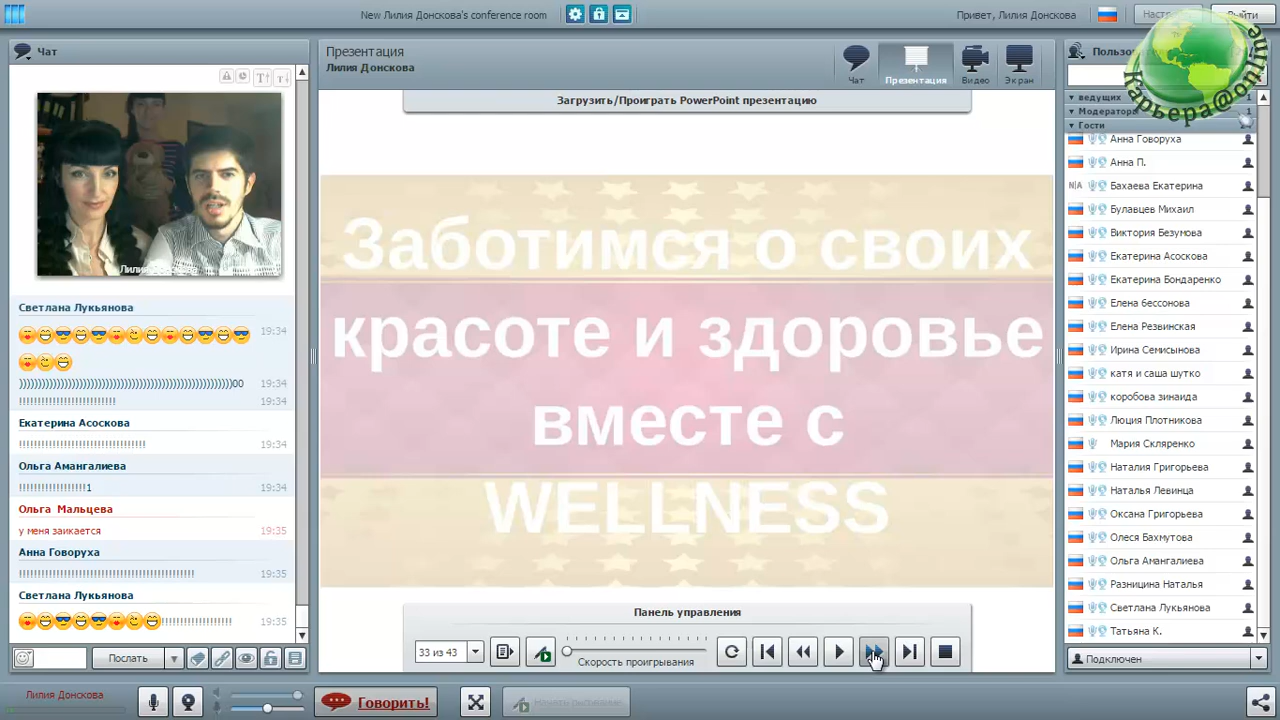 New Лилия Донскова's conference room
Привет, Лилия Донскова
Выйти
Карьера@online
Чат
Светлана Лукьянова
19:34
))))))))))))))))))))))))))))))))))))))))))))))))))))))00
19:34
!!!!!!!!!!!!!!!!!!!!!!!!!!
19:34
Екатерина Асоскова
!!!!!!!!!!!!!!!!!!!!!!!!!!!!!!!!!!
19:34
Ольга Амангалиева
!!!!!!!!!!!!!!!!!!1
19:34
Ольга Мальцева
у меня заикается
19:35
Анна Говоруха
!!!!!!!!!!!!!!!!!!!!!!!!!!!!!!!!!!!!!!!!!!!!!!!
19:35
Светлана Лукьянова
!!!!!!!!!!!!!!!!!!!
19:35
Послать
Презентация
Лилия Донскова
Чат
Презентация
Видео
Экран
Загрузить/Проиграть PowerPoint презентацию
Заботимся о своих
красоте и здоровье
вместе с
WELLNESS
Панель управления
33 из 43
Скорость проигрывания
ведущих 1
Модератора 1
Гости
Анна Говоруха
Анна П.
N|A Бахаева Екатерина
Булавцев Михаил
Виктория Безумова
Екатерина Асоскова
Екатерина Бондаренко
Елена бессонова
Елена Резвинская
Ирина Семисынова
катя и саша шутко
коробова зинаида
Люция Плотникова
Мария Скляренко
Наталия Григорьева
Наталья Левинца
Оксана Григорьева
Олеся Бахмутова
Ольга Амангалиева
Разницина Наталья
Светлана Лукьянова
Татьяна К.
Подключен
Лилия Донскова
Говорить!